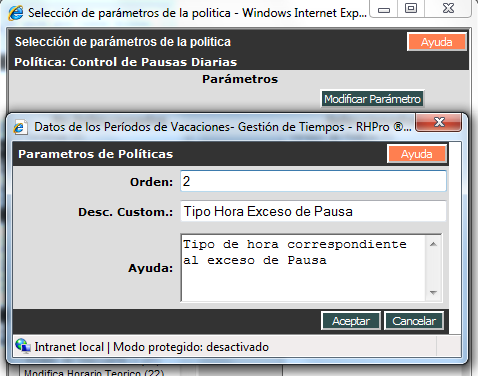 Selección de parámetros de la politica - Windows Internet Exp...
Selección de parámetros de la politica
Ayuda
Política: Control de Pausas Diarias
Parámetros
Modificar Parámetro
Datos de los Períodos de Vacaciones- Gestión de Tiempos - RHPro ®...
Parametros de Políticas
Ayuda
Orden: 2
Desc. Custom.: Tipo Hora Exceso de Pausa
Ayuda: Tipo de hora correspondiente
al exceso de Pausa
Aceptar Cancelar
Intranet local | Modo protegido: desactivado
Modifica Horario Teorico (22)